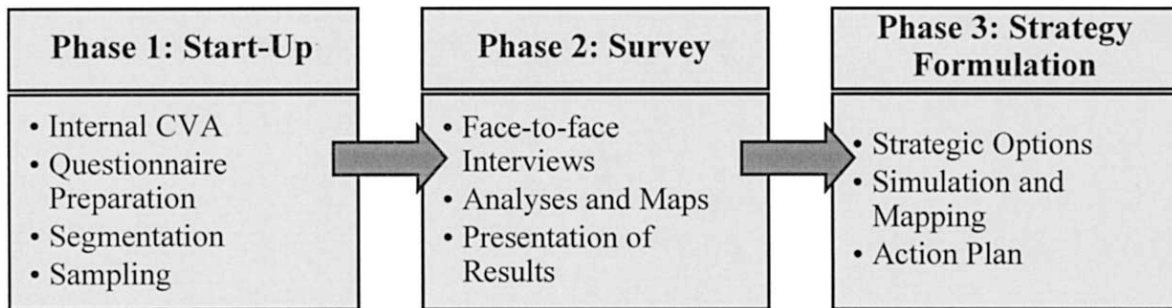 Phase 1: Start-Up
• Internal CVA
• Questionnaire
Preparation
• Segmentation
• Sampling
Phase 2: Survey
• Face-to-face
Interviews
• Analyses and Maps
• Presentation of
Results
Phase 3: Strategy
Formulation
• Strategic Options
• Simulation and
Mapping
• Action Plan